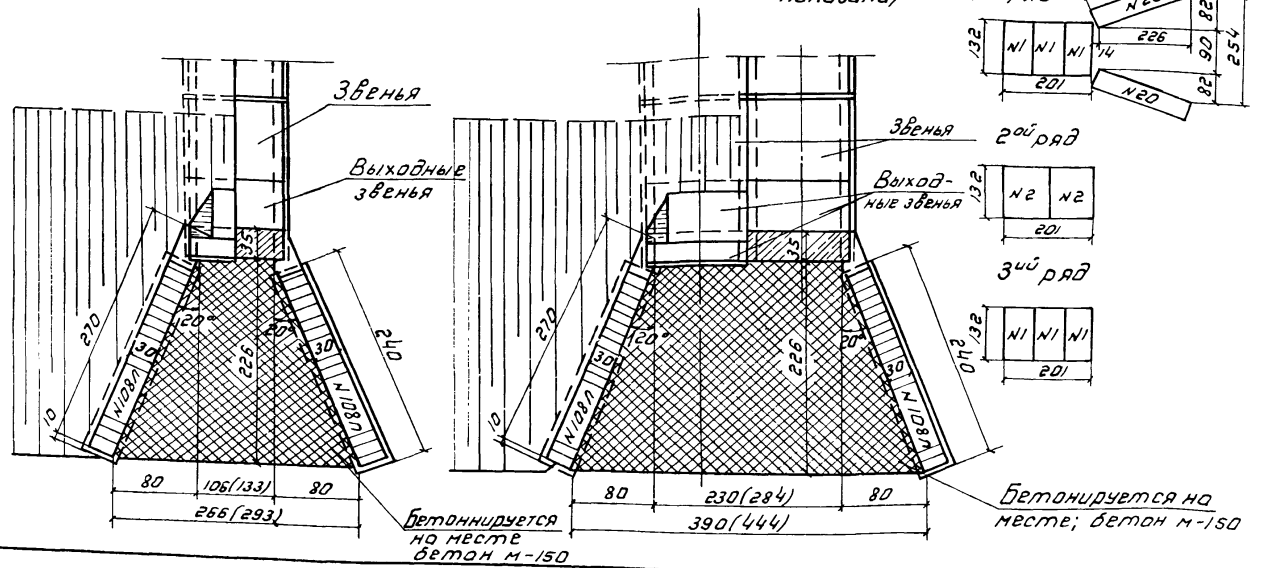 Звенья
Выходные
звенья
35
270
20°
20°
240
226
30
30
N108Л
N108П
10
80
106(133)
80
266(293)
Бетоннируется
на месте
бетон м-150
Звенья
Выход-
ные звенья
35
270
20°
20°
240
226
30
30
N108Л
N108П
10
80
230(284)
80
390(444)
Бетонируется на
месте; бетон м-150
132
N1 N1 N1
201
14
226
82
90
82
254
N20
2ой ряд
132
N2 N2
201
3ий ряд
132
N1 N1 N1
201